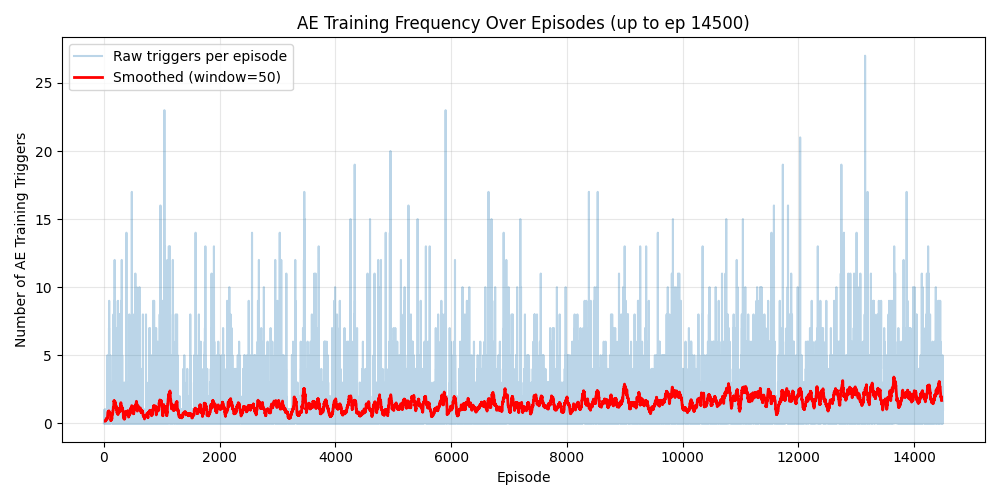 AE Training Frequency Over Episodes (up to ep 14500)
Raw triggers per episode
Smoothed (window=50)
Number of AE Training Triggers
25
20
15
10
5
0
0 2000 4000 6000 8000 10000 12000 14000
Episode